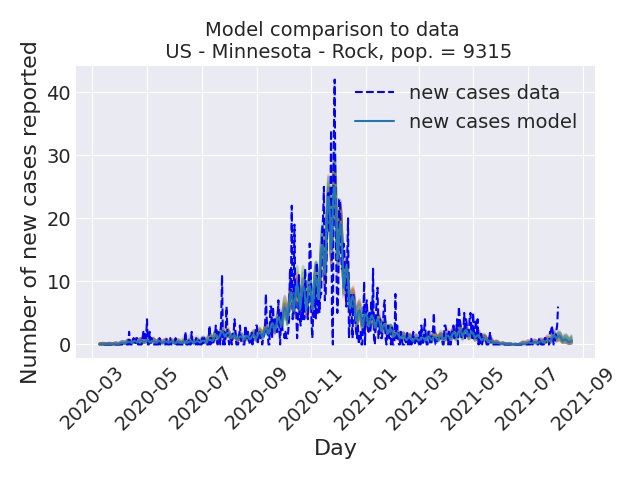 Model comparison to data
US - Minnesota - Rock, pop. = 9315
Number of new cases reported
40
30
20
10
0
new cases data
new cases model
2020-03
2020-05
2020-07
2020-09
2020-11
2021-01
2021-03
2021-05
2021-07
2021-09
Day